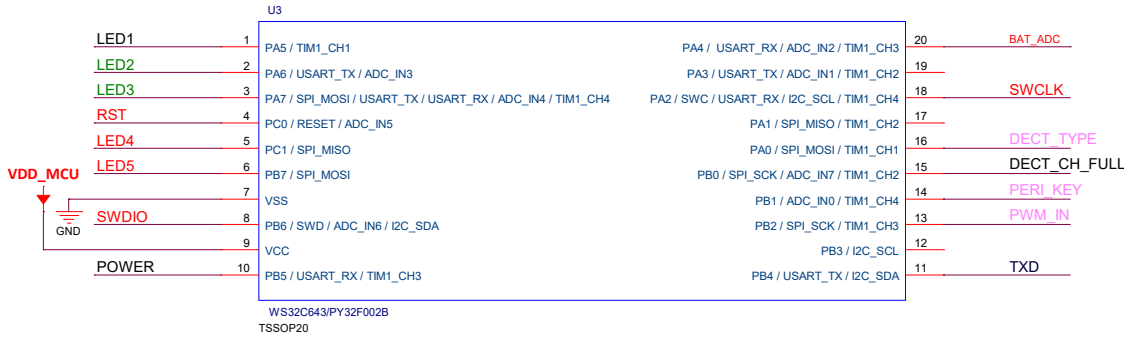 U3
LED1 1 PA5 / TIM1_CH1 PA4 / USART_RX / ADC_IN2 / TIM1_CH3 20 BAT_ADC
LED2 2 PA6 / USART_TX / ADC_IN3 PA3 / USART_TX / ADC_IN1 / TIM1_CH2 19
LED3 3 PA7 / SPI_MOSI / USART_TX / USART_RX / ADC_IN4 / TIM1_CH4 PA2 / SWC / USART_RX / I2C_SCL / TIM1_CH4 18 SWCLK
RST 4 PC0 / RESET / ADC_IN5 PA1 / SPI_MISO / TIM1_CH2 17
LED4 5 PC1 / SPI_MISO PA0 / SPI_MOSI / TIM1_CH1 16 DECT_TYPE
LED5 6 PB7 / SPI_MOSI PB0 / SPI_SCK / ADC_IN7 / TIM1_CH2 15 DECT_CH_FULL
VDD_MCU
7 VSS PB1 / ADC_IN0 / TIM1_CH4 14 PERI_KEY
SWDIO 8 PB6 / SWD / ADC_IN6 / I2C_SDA PB2 / SPI_SCK / TIM1_CH3 13 PWM_IN
GND
9 VCC PB3 / I2C_SCL 12
POWER 10 PB5 / USART_RX / TIM1_CH3 PB4 / USART_TX / I2C_SDA 11 TXD
WS32C643/PY32F002B
TSSOP20